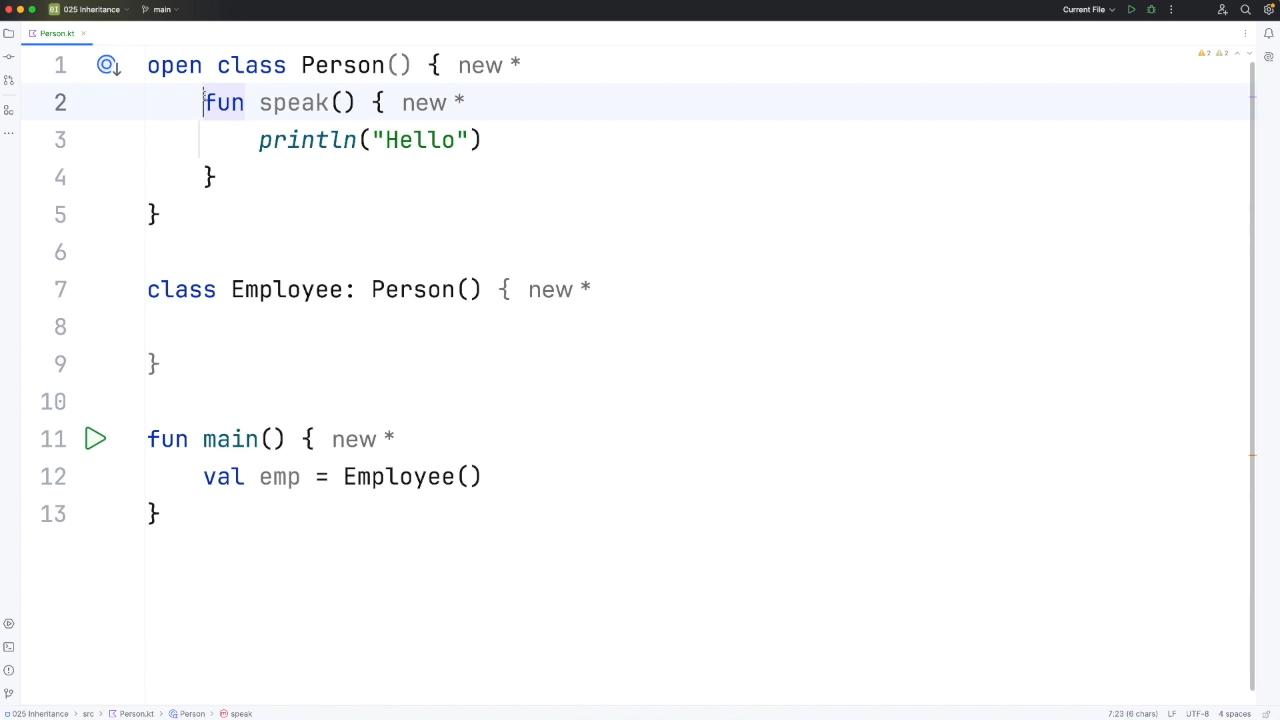 025 Inheritance
main
Current File
Person.kt
2 2
1 open class Person() { new *
2 fun speak() { new *
3 println("Hello")
4 }
5 }
6
7 class Employee: Person() { new *
8
9 }
10
11 fun main() { new *
12 val emp = Employee()
13 }
025 Inheritance > src > Person.kt > Person > speak
7:23 (6 chars) LF UTF-8 4 spaces